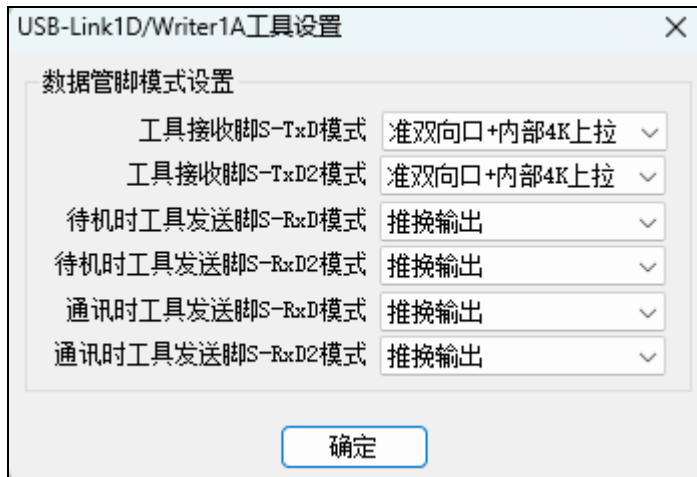 USB-Link1D/Writer1A工具设置
数据管脚模式设置
工具接收脚S-TxD模式 准双向口+内部4K上拉
工具接收脚S-TxD2模式 准双向口+内部4K上拉
待机时工具发送脚S-RxD模式 推挽输出
待机时工具发送脚S-RxD2模式 推挽输出
通讯时工具发送脚S-RxD模式 推挽输出
通讯时工具发送脚S-RxD2模式 推挽输出
确定